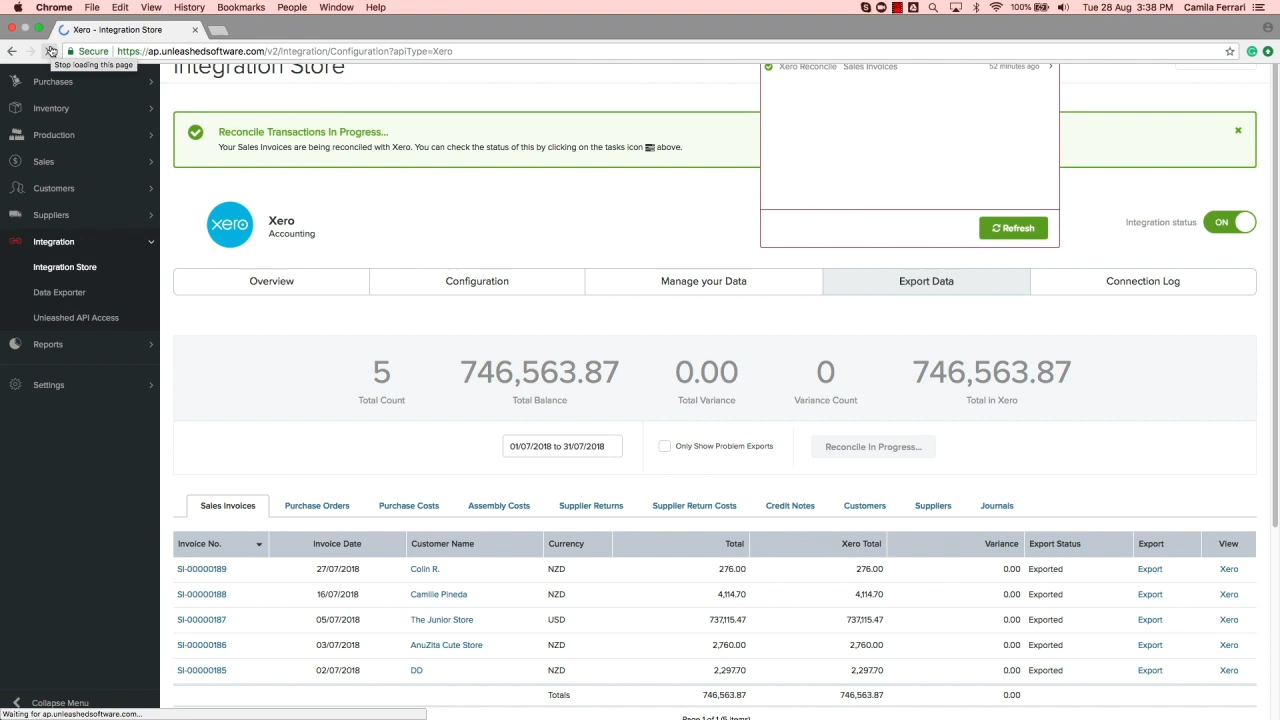 Chrome File Edit View History Bookmarks People Window Help 100% Tue 28 Aug 3:38 PM Camila Ferrari
Xero - Integration Store
Secure https://ap.unleashedsoftware.com/v2/Integration/Configuration?apiType=Xero
Stop loading this page
Purchases
Inventory
Production
Sales
Customers
Suppliers
Integration
Integration Store
Data Exporter
Unleashed API Access
Reports
Settings
Collapse Menu
Waiting for ap.unleashedsoftware.com...
Integration Store
Xero Reconcile Sales Invoices 52 minutes ago
Refresh
Reconcile Transactions In Progress...
Your Sales Invoices are being reconciled with Xero. You can check the status of this by clicking on the tasks icon above.
xero
Xero
Accounting
Integration status ON
Overview Configuration Manage your Data Export Data Connection Log
5 746,563.87 0.00 0 746,563.87
Total Count Total Balance Total Variance Variance Count Total in Xero
01/07/2018 to 31/07/2018 Only Show Problem Exports Reconcile In Progress...
Sales Invoices Purchase Orders Purchase Costs Assembly Costs Supplier Returns Supplier Return Costs Credit Notes Customers Suppliers Journals
Invoice No. Invoice Date Customer Name Currency Total Xero Total Variance Export Status Export View
SI-00000189 27/07/2018 Colin R. NZD 276.00 276.00 0.00 Exported Export Xero
SI-00000188 16/07/2018 Camille Pineda NZD 4,114.70 4,114.70 0.00 Exported Export Xero
SI-00000187 05/07/2018 The Junior Store USD 737,115.47 737,115.47 0.00 Exported Export Xero
SI-00000186 03/07/2018 AnuZita Cute Store NZD 2,760.00 2,760.00 0.00 Exported Export Xero
SI-00000185 02/07/2018 DD NZD 2,297.70 2,297.70 0.00 Exported Export Xero
Totals 746,563.87 746,563.87 0.00
Page 1 of 1 (5 items)